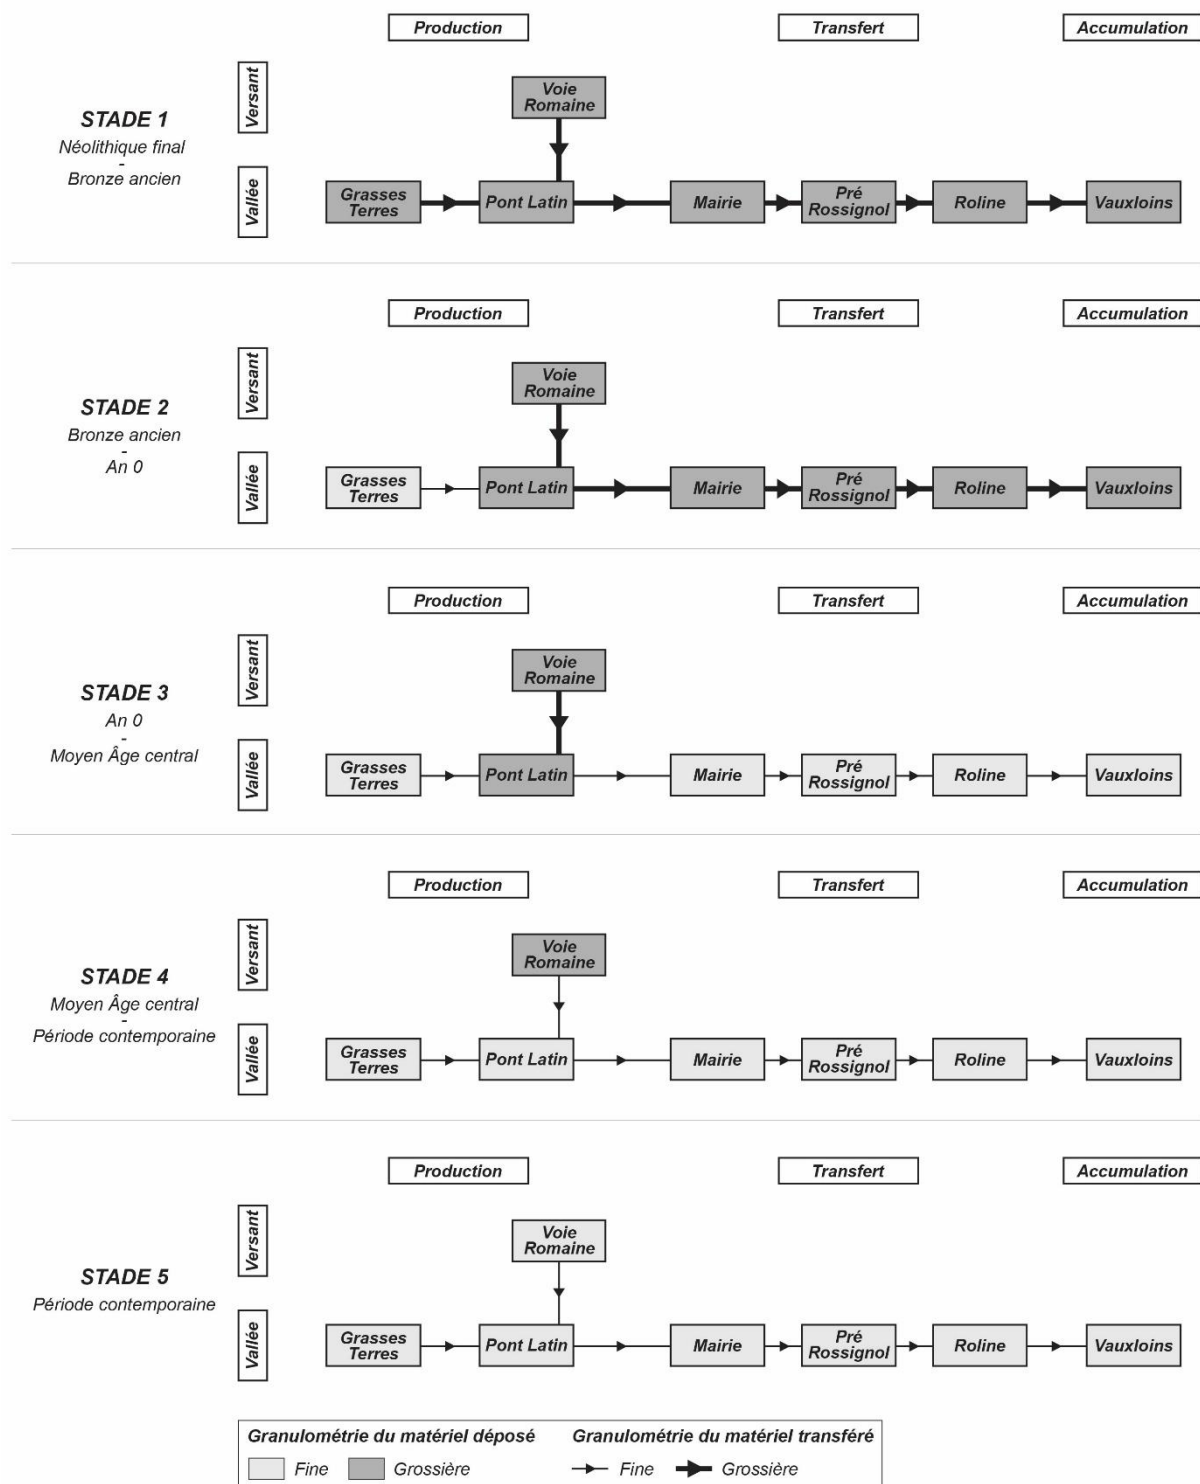 Production
Transfert
Accumulation
Versant
Voie
Romaine
STADE 1
Néolithique final
-
Bronze ancien
Vallée
Grasses
Terres
Pont Latin
Mairie
Pré
Rossignol
Roline
Vauxloins
Production
Transfert
Accumulation
Versant
Voie
Romaine
STADE 2
Bronze ancien
-
An 0
Vallée
Grasses
Terres
Pont Latin
Mairie
Pré
Rossignol
Roline
Vauxloins
Production
Transfert
Accumulation
Versant
Voie
Romaine
STADE 3
An 0
-
Moyen Âge central
Vallée
Grasses
Terres
Pont Latin
Mairie
Pré
Rossignol
Roline
Vauxloins
Production
Transfert
Accumulation
Versant
Voie
Romaine
STADE 4
Moyen Âge central
-
Période contemporaine
Vallée
Grasses
Terres
Pont Latin
Mairie
Pré
Rossignol
Roline
Vauxloins
Production
Transfert
Accumulation
Versant
Voie
Romaine
STADE 5
Période contemporaine
Vallée
Grasses
Terres
Pont Latin
Mairie
Pré
Rossignol
Roline
Vauxloins
Granulométrie du matériel déposé
Fine
Grossière
Granulométrie du matériel transféré
Fine
Grossière